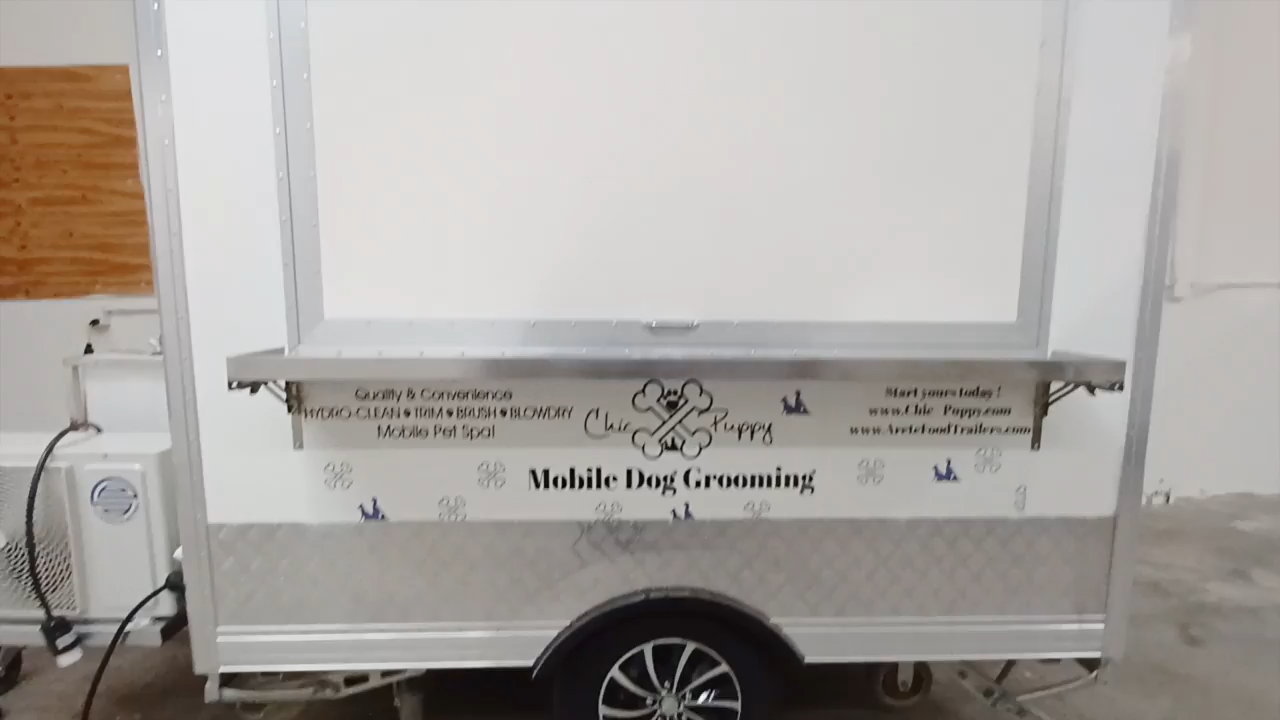 Quality & Convenience
HYDRO-CLEAN • TRIM • BRUSH • BLOWDRY
Mobile Pet Spa!
Chic Puppy
Mobile Dog Grooming
Start yours today!
www.Chic-Puppy.com
www.AreteFoodTrailers.com